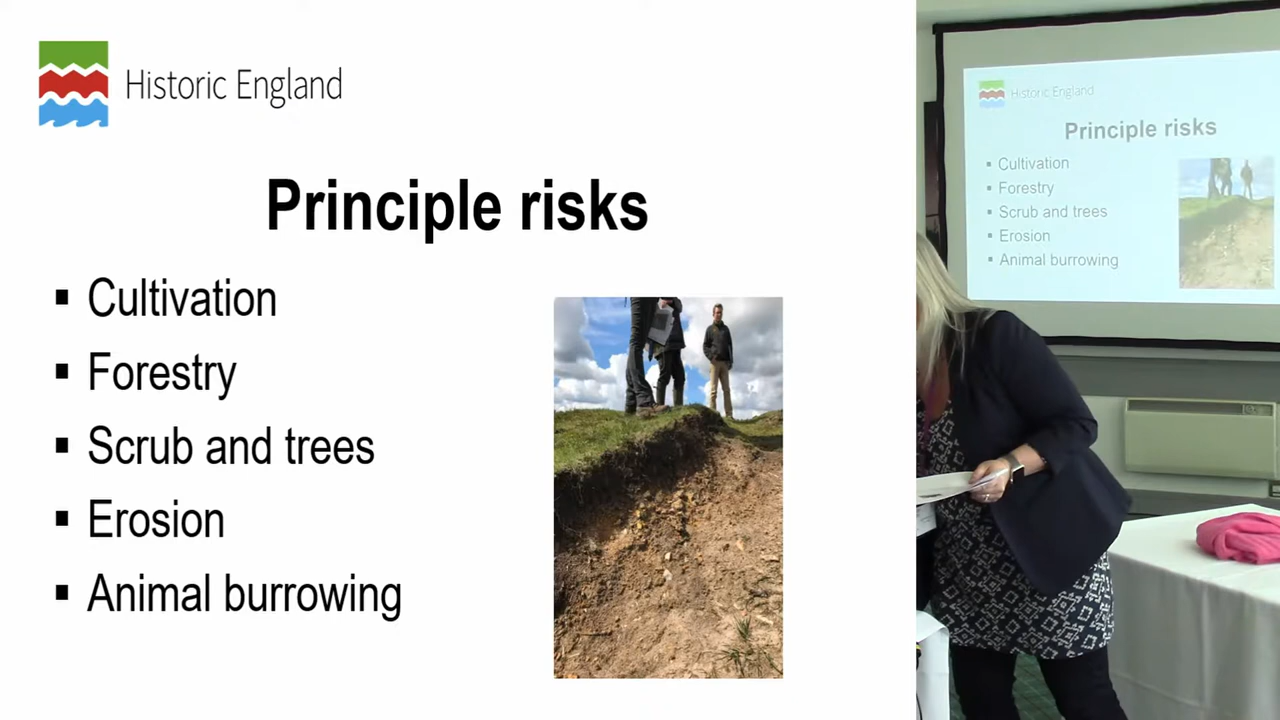 Historic England
Principle risks
▪ Cultivation
▪ Forestry
▪ Scrub and trees
▪ Erosion
▪ Animal burrowing
Historic England
Principle risks
▪ Cultivation
▪ Forestry
▪ Scrub and trees
▪ Erosion
▪ Animal burrowing